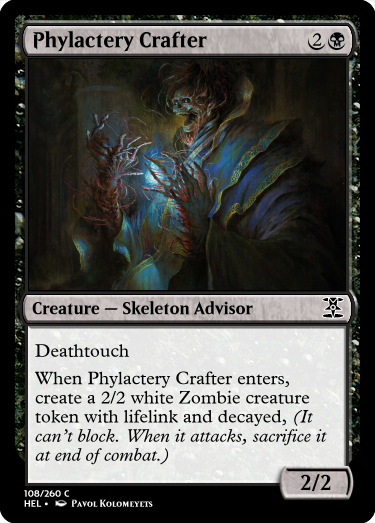 Phylactery Crafter 2
Creature — Skeleton Advisor
Deathtouch
When Phylactery Crafter enters,
create a 2/2 white Zombie creature
token with lifelink and decayed, (It
can't block. When it attacks, sacrifice it
at end of combat.)
2/2
108/260 C
HEL • Pavol Kolomeyets